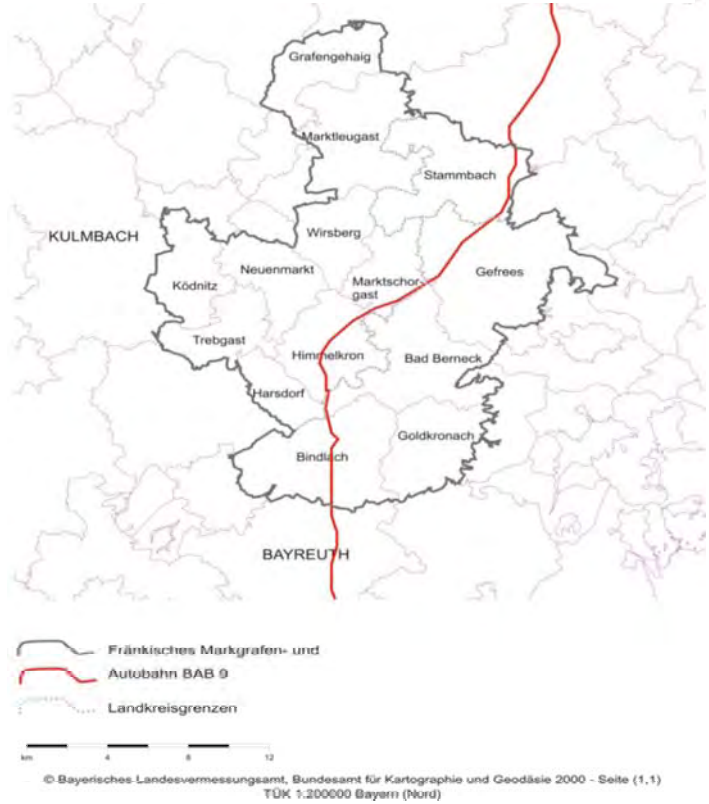 Grafengehaig
Marktleugast
Stammbach
KULMBACH
Wirsberg
Neuenmarkt
Ködnitz
Marktschor-
gast
Gefrees
Trebgast
Himmelkron
Bad Berneck
Harsdorf
Goldkronach
Bindlach
BAYREUTH
Fränkisches Markgrafen- und
Autobahn BAB 9
Landkreisgrenzen
km 4 8 12
© Bayerisches Landesvermessungsamt, Bundesamt für Kartographie und Geodäsie 2000 - Seite (1,1)
TÜK 1:200000 Bayern (Nord)